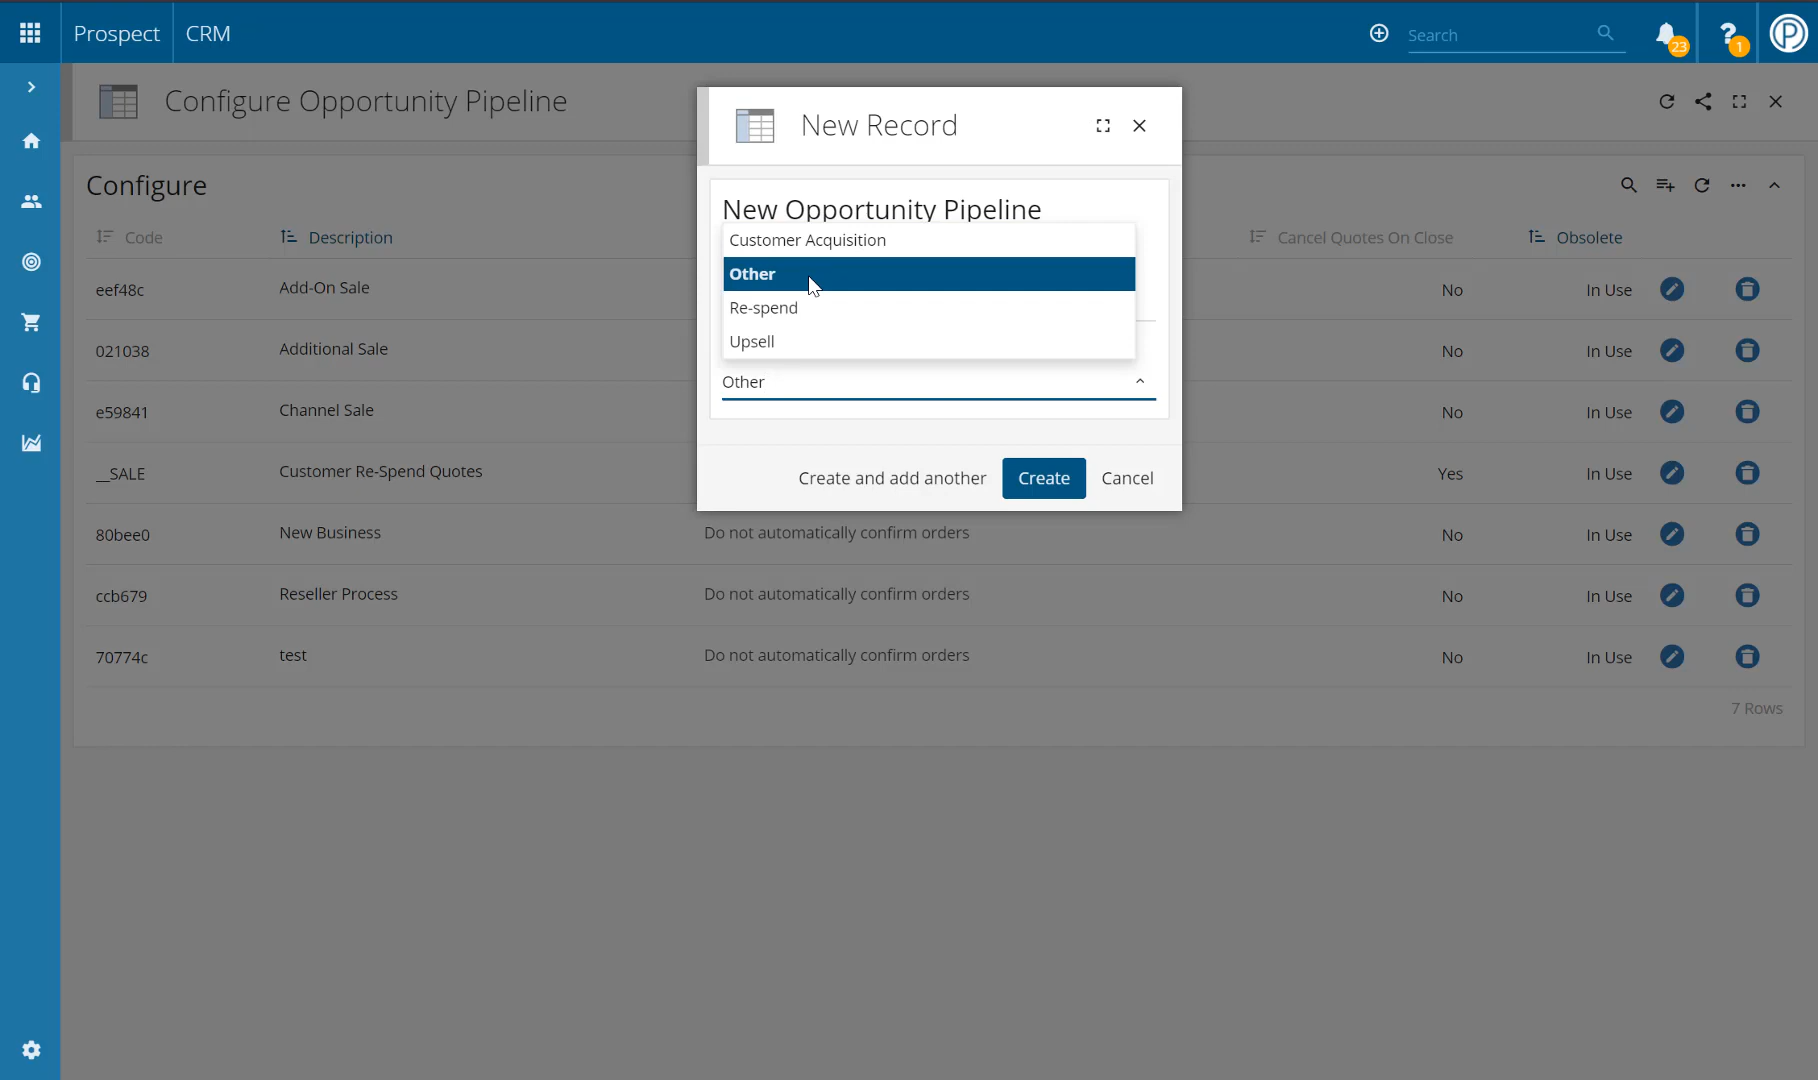 Prospect CRM Search 23 1
Configure Opportunity Pipeline
New Record
Configure
New Opportunity Pipeline
Customer Acquisition
Other
Re-spend
Upsell
Other
Create and add another Create Cancel
Code Description Cancel Quotes On Close Obsolete
eef48c Add-On Sale No In Use
021038 Additional Sale No In Use
e59841 Channel Sale No In Use
__SALE Customer Re-Spend Quotes Yes In Use
80bee0 New Business Do not automatically confirm orders No In Use
ccb679 Reseller Process Do not automatically confirm orders No In Use
70774c test Do not automatically confirm orders No In Use
7 Rows